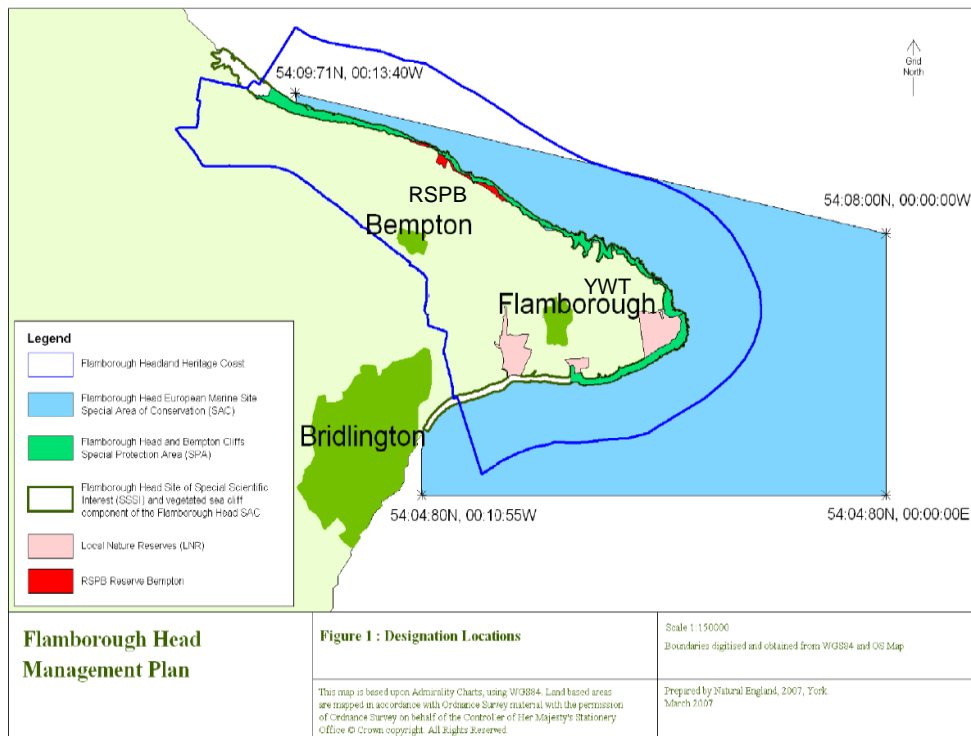 54:09:71N, 00:13:40W
Grid
North
RSPB
Bempton
54:08:00N, 00:00:00W
YWT
Flamborough
Legend
Flamborough Headland Heritage Coast
Flamborough Head European Marine Site
Special Area of Conservation (SAC)
Flamborough Head and Bempton Cliffs
Special Protection Area (SPA)
Flamborough Head Site of Special Scientific
Interest (SSSI) and vegetated sea cliff
component of the Flamborough Head SAC
Local Nature Reserves (LNR)
RSPB Reserve Bempton
Bridlington
54:04:80N, 00:10:55W
54:04:80N, 00:00:00E
Flamborough Head
Management Plan
Figure 1 : Designation Locations
This map is based upon Admirality Charts, using WG884. Land based areas
are mapped in accordance with Ordnance Survey material with the permission
of Ordnance Survey on behalf of the Controller of Her Majesty's Stationery
Office © Crown copyright. All Rights Reserved
Scale 1:150000
Boundaries digitised and obtained from WGS84 and OS Map
Prepared by Natural England, 2007, York
March 2007